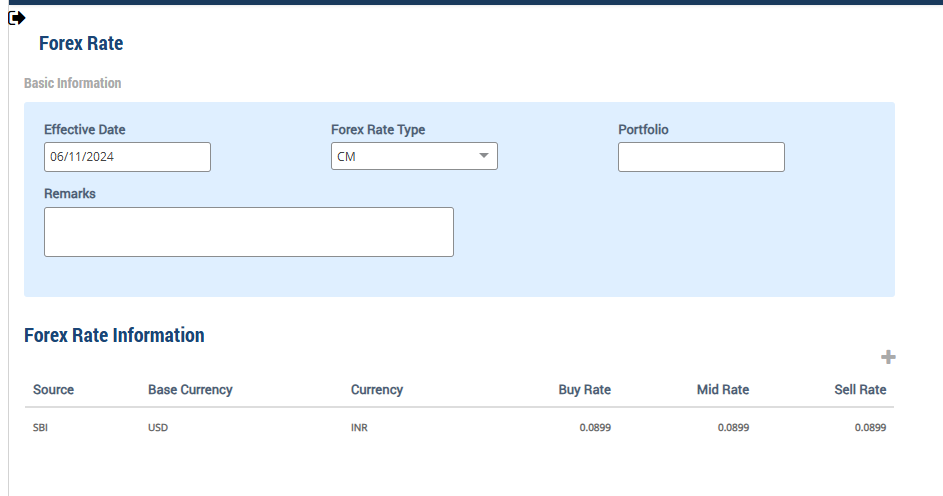 Forex Rate
Basic Information
Effective Date Forex Rate Type Portfolio
06/11/2024 CM
Remarks
Forex Rate Information
Source Base Currency Currency Buy Rate Mid Rate Sell Rate
SBI USD INR 0.0899 0.0899 0.0899